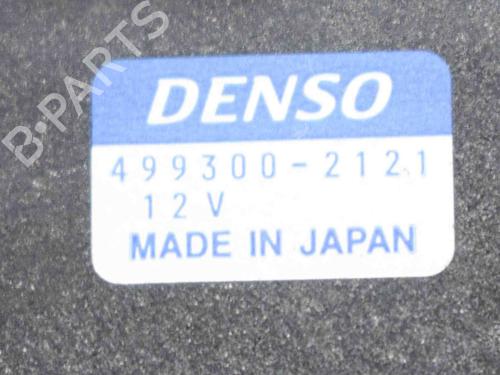 B-PARTS
DENSO
499300-2121
12V
MADE IN JAPAN